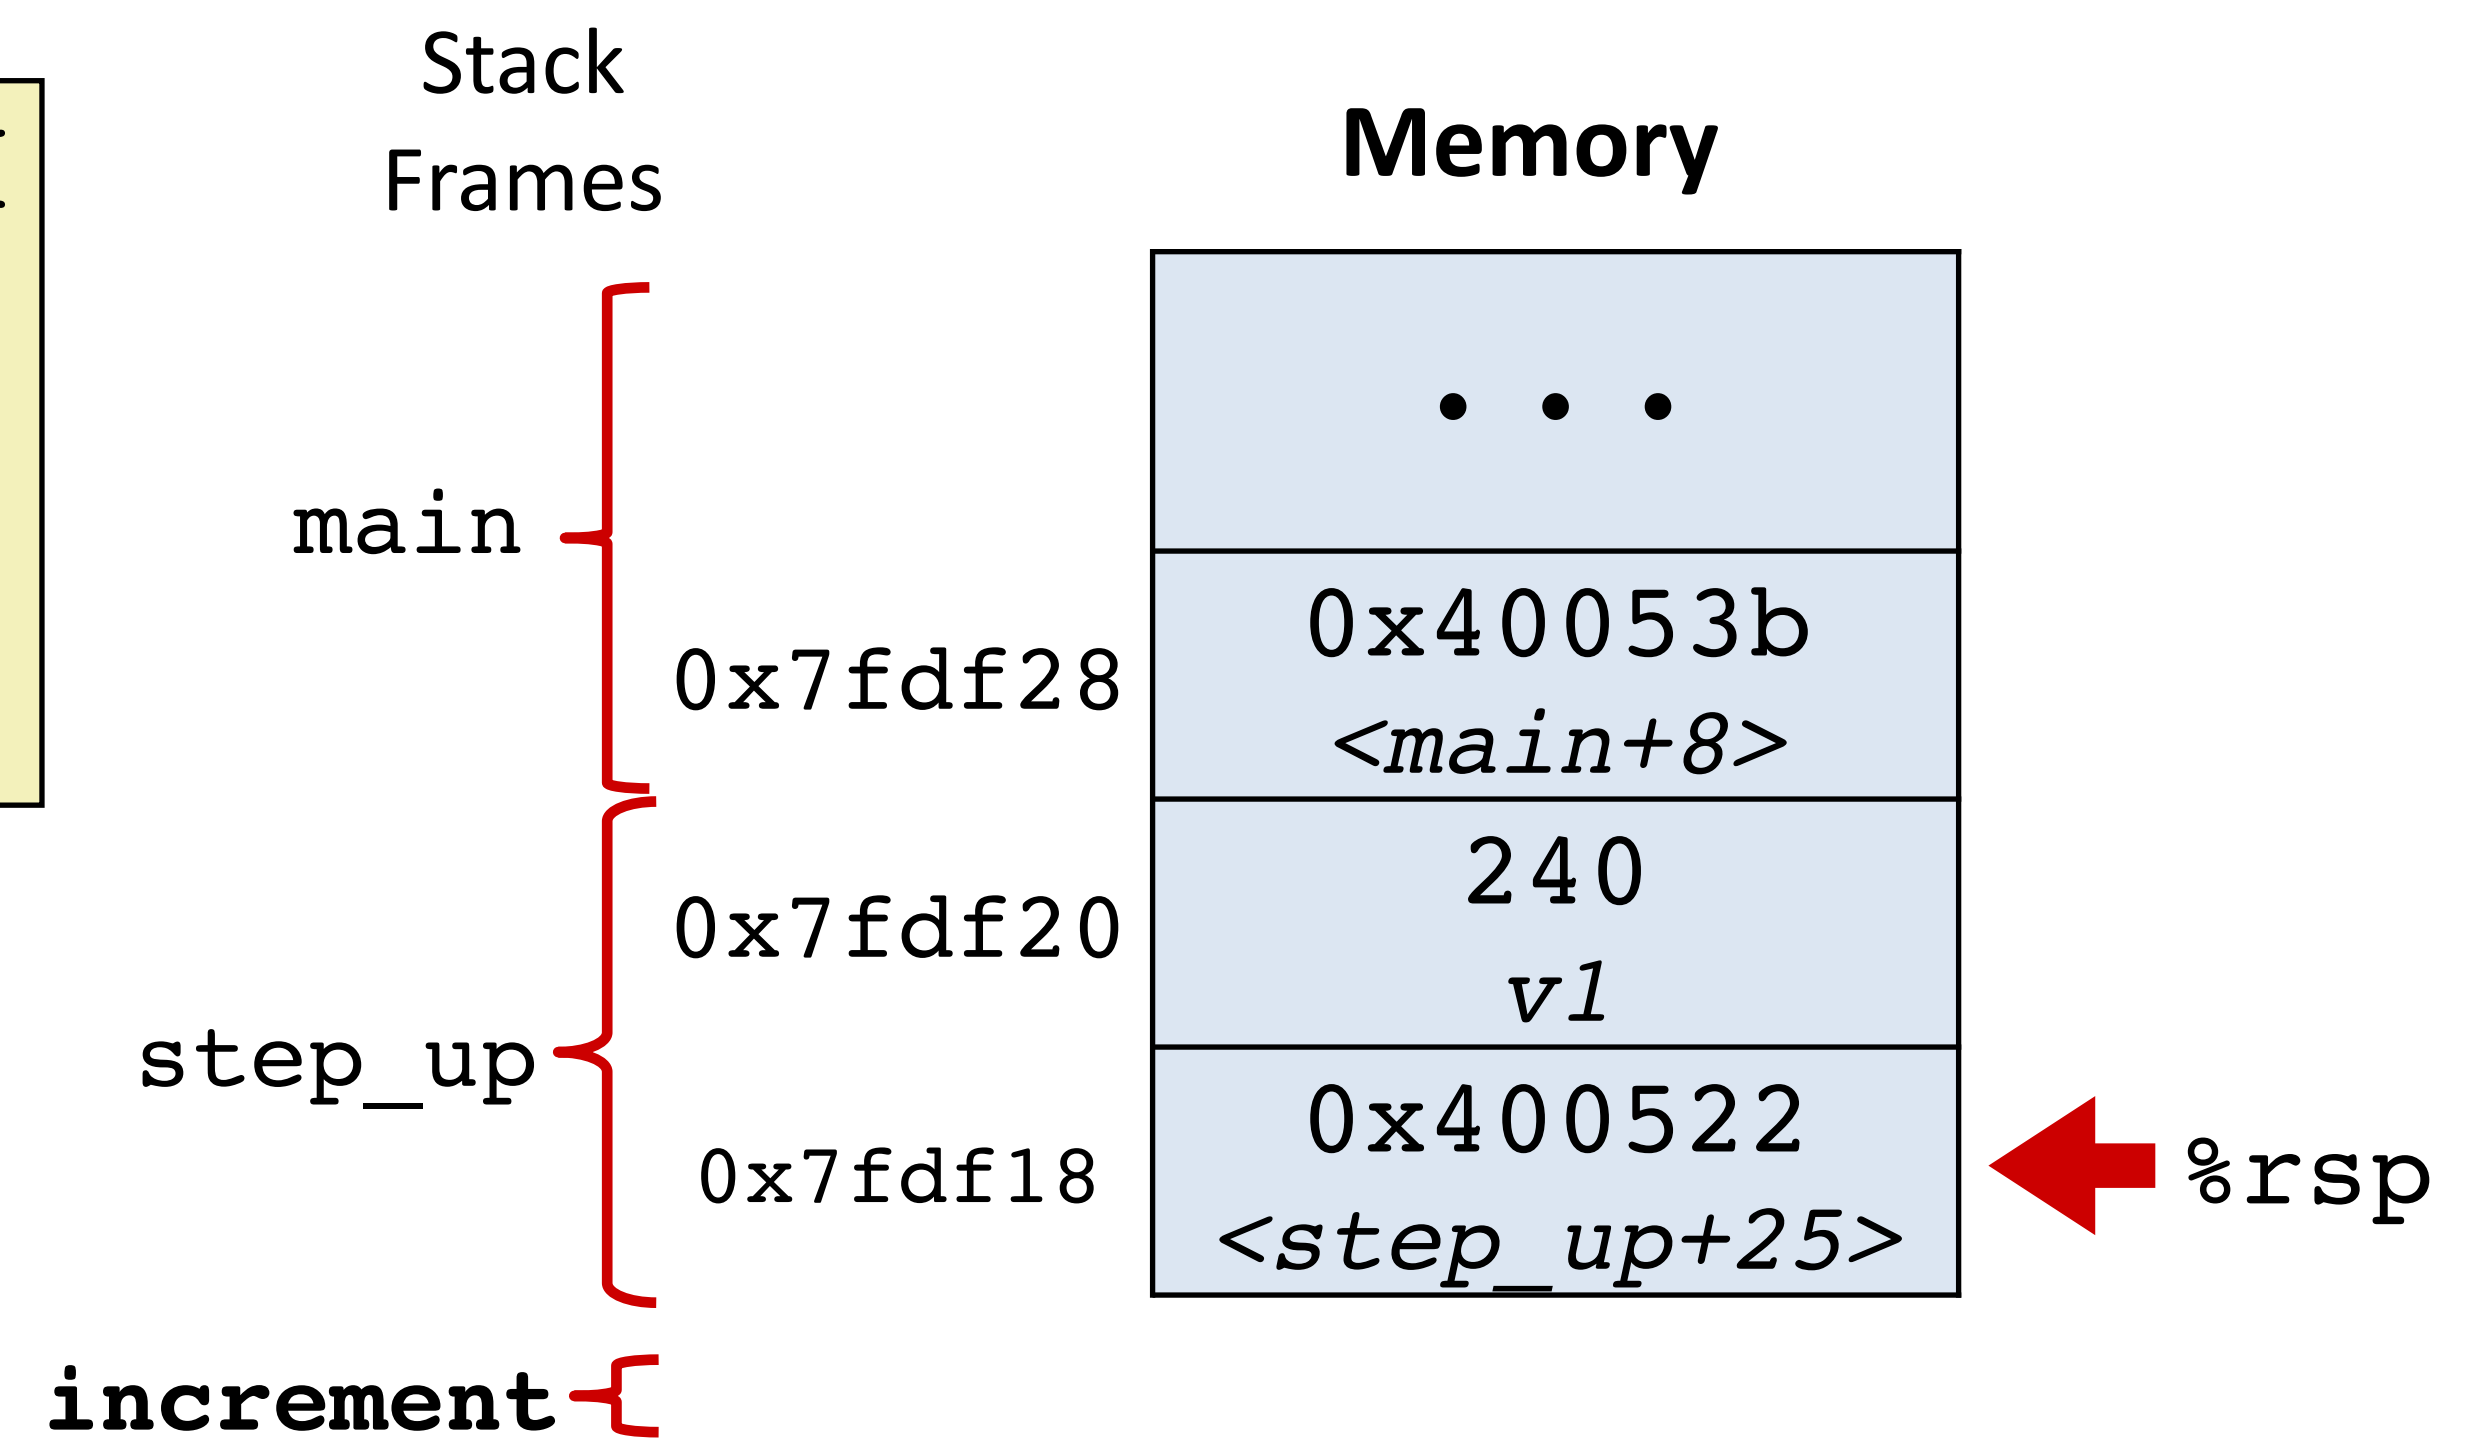 Stack
Frames
Memory
• • •
main
0x7fdf28
0x40053b
<main+8>
0x7fdf20
240
v1
step_up
0x7fdf18
0x400522
<step_up+25>
%rsp
increment